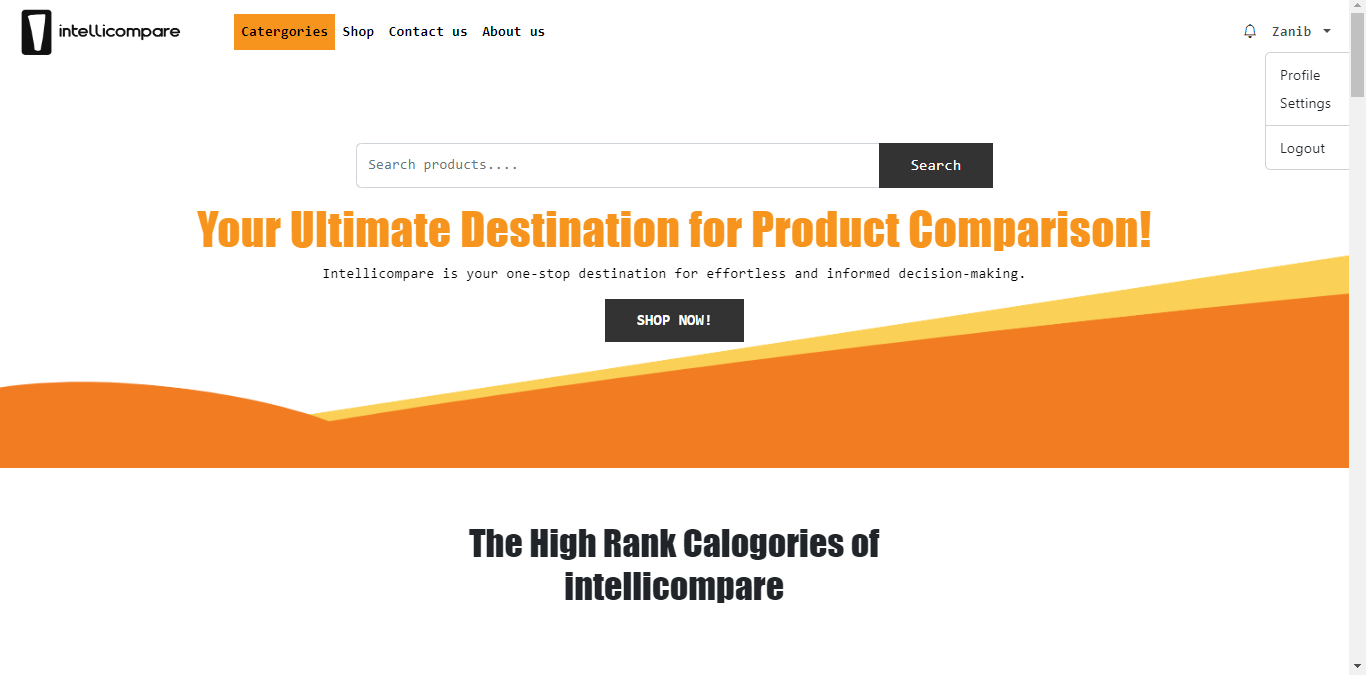 intellicompare
Catergories Shop Contact us About us
Zanib
Profile
Settings
Logout
Search products....
Search
Your Ultimate Destination for Product Comparison!
Intellicompare is your one-stop destination for effortless and informed decision-making.
SHOP NOW!
The High Rank Calogories of
intellicompare